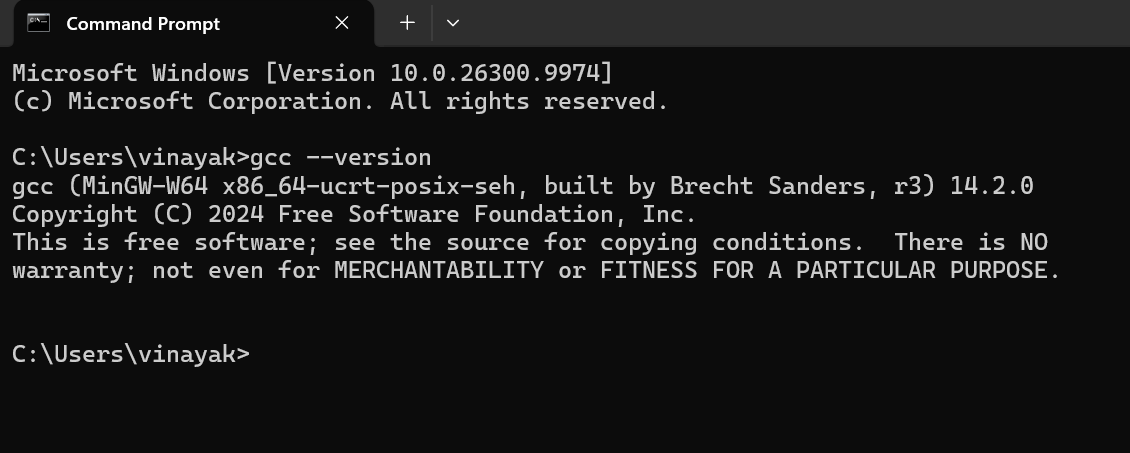 Command Prompt
Microsoft Windows [Version 10.0.26300.9974]
(c) Microsoft Corporation. All rights reserved.
C:\Users\vinayak>gcc --version
gcc (MinGW-W64 x86_64-ucrt-posix-seh, built by Brecht Sanders, r3) 14.2.0
Copyright (C) 2024 Free Software Foundation, Inc.
This is free software; see the source for copying conditions.  There is NO
warranty; not even for MERCHANTABILITY or FITNESS FOR A PARTICULAR PURPOSE.
C:\Users\vinayak>